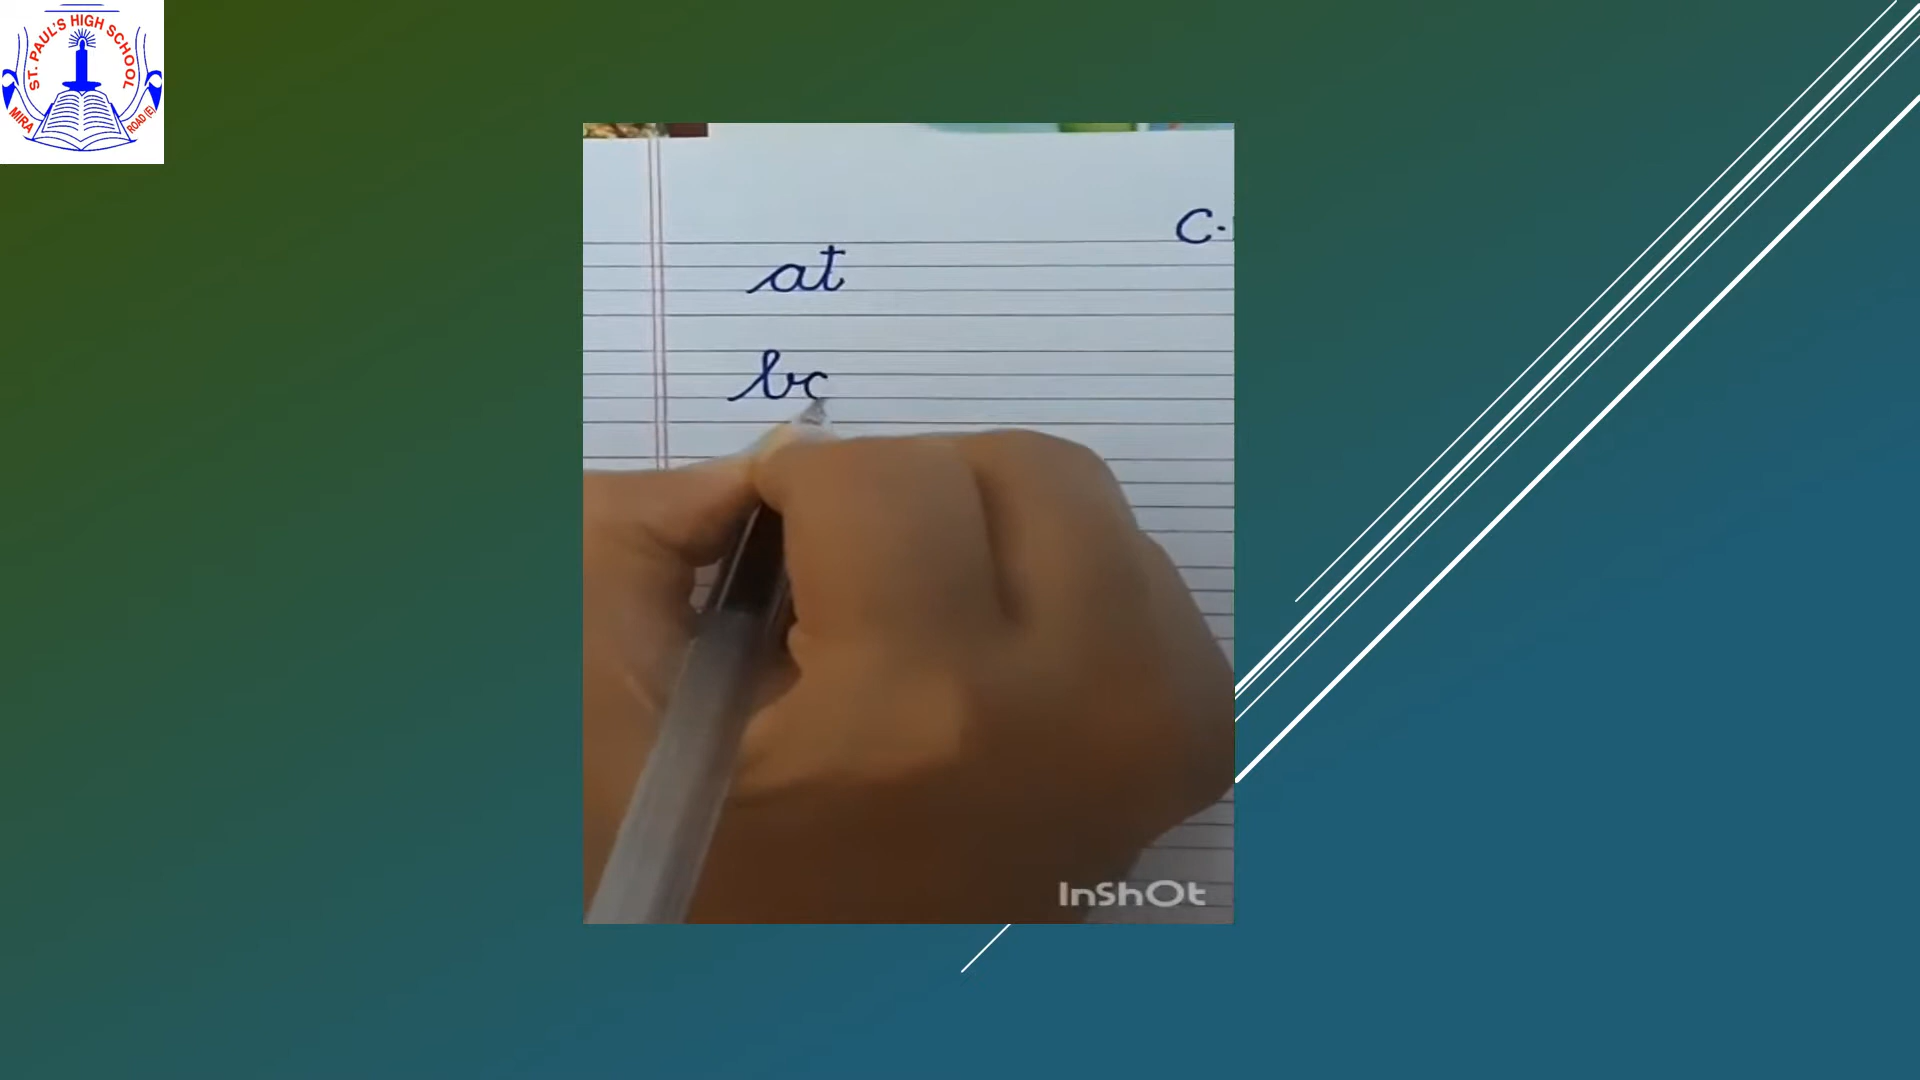 ST. PAUL'S HIGH SCHOOL
MIRA ROAD (E)
C.
at
bc
InShOt